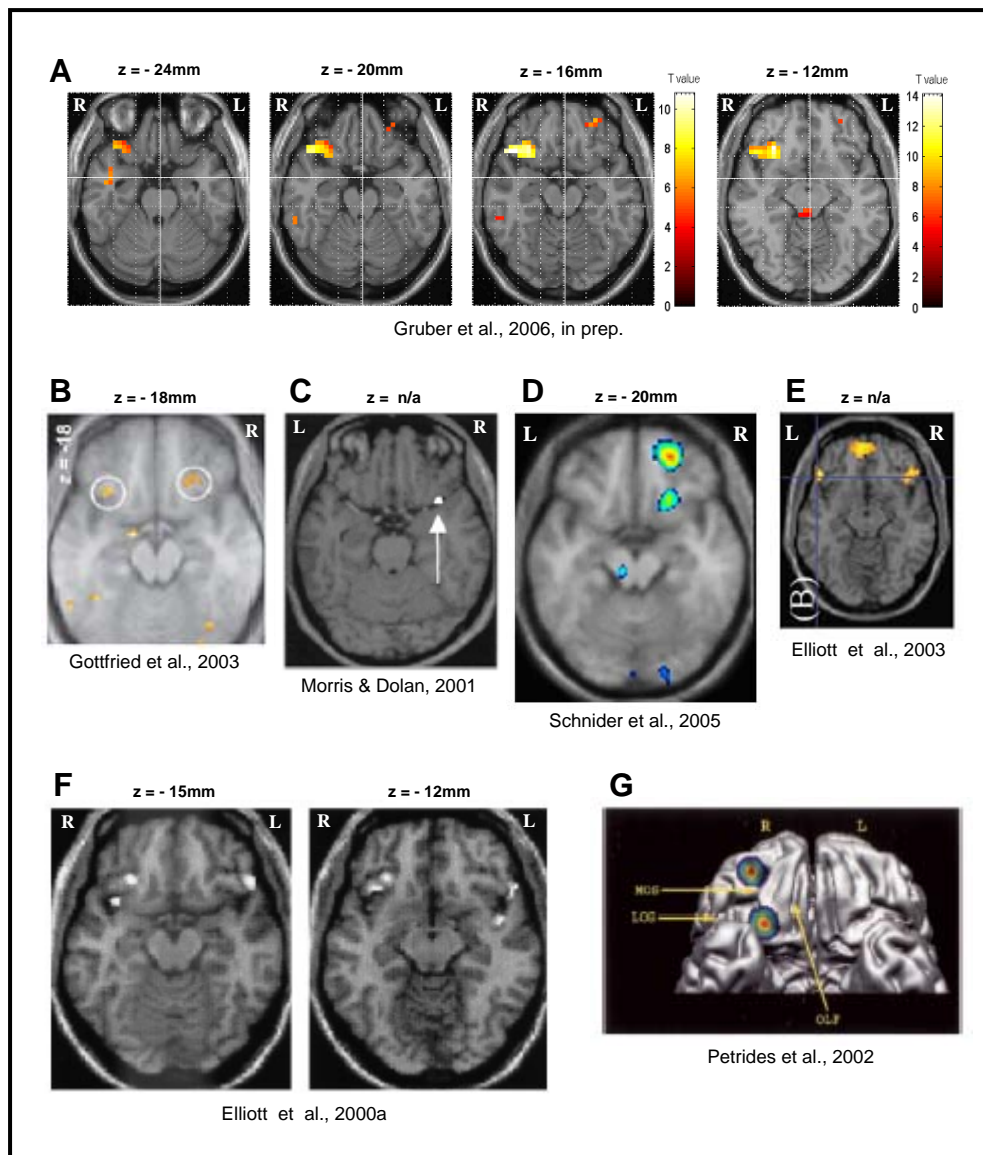 A
z = - 24mm
z = - 20mm
z = - 16mm
z = - 12mm
T value
T value
R
L
R
L
R
L
R
L
10
8
6
4
2
0
14
12
10
8
6
4
2
0
Gruber et al., 2006, in prep.
B
z = - 18mm
z = -18
R
Gottfried et al., 2003
C
z = n/a
L
R
Morris & Dolan, 2001
D
z = - 20mm
L
R
Schnider et al., 2005
E
z = n/a
L
R
(B)
Elliott et al., 2003
F
z = - 15mm
z = - 12mm
R
L
R
L
Elliott et al., 2000a
G
R
L
MOS
LOS
OLF
Petrides et al., 2002